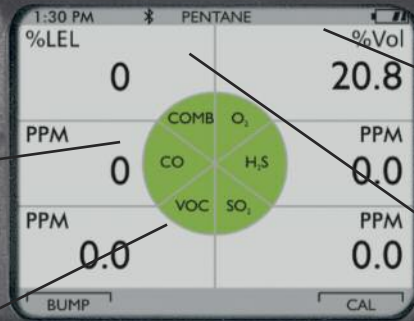 1:30 PM PENTANE
%LEL %Vol
0 20.8
COMB O₂
PPM PPM
0 CO H₂S 0.0
VOC SO₂
PPM PPM
0.0 0.0
BUMP CAL